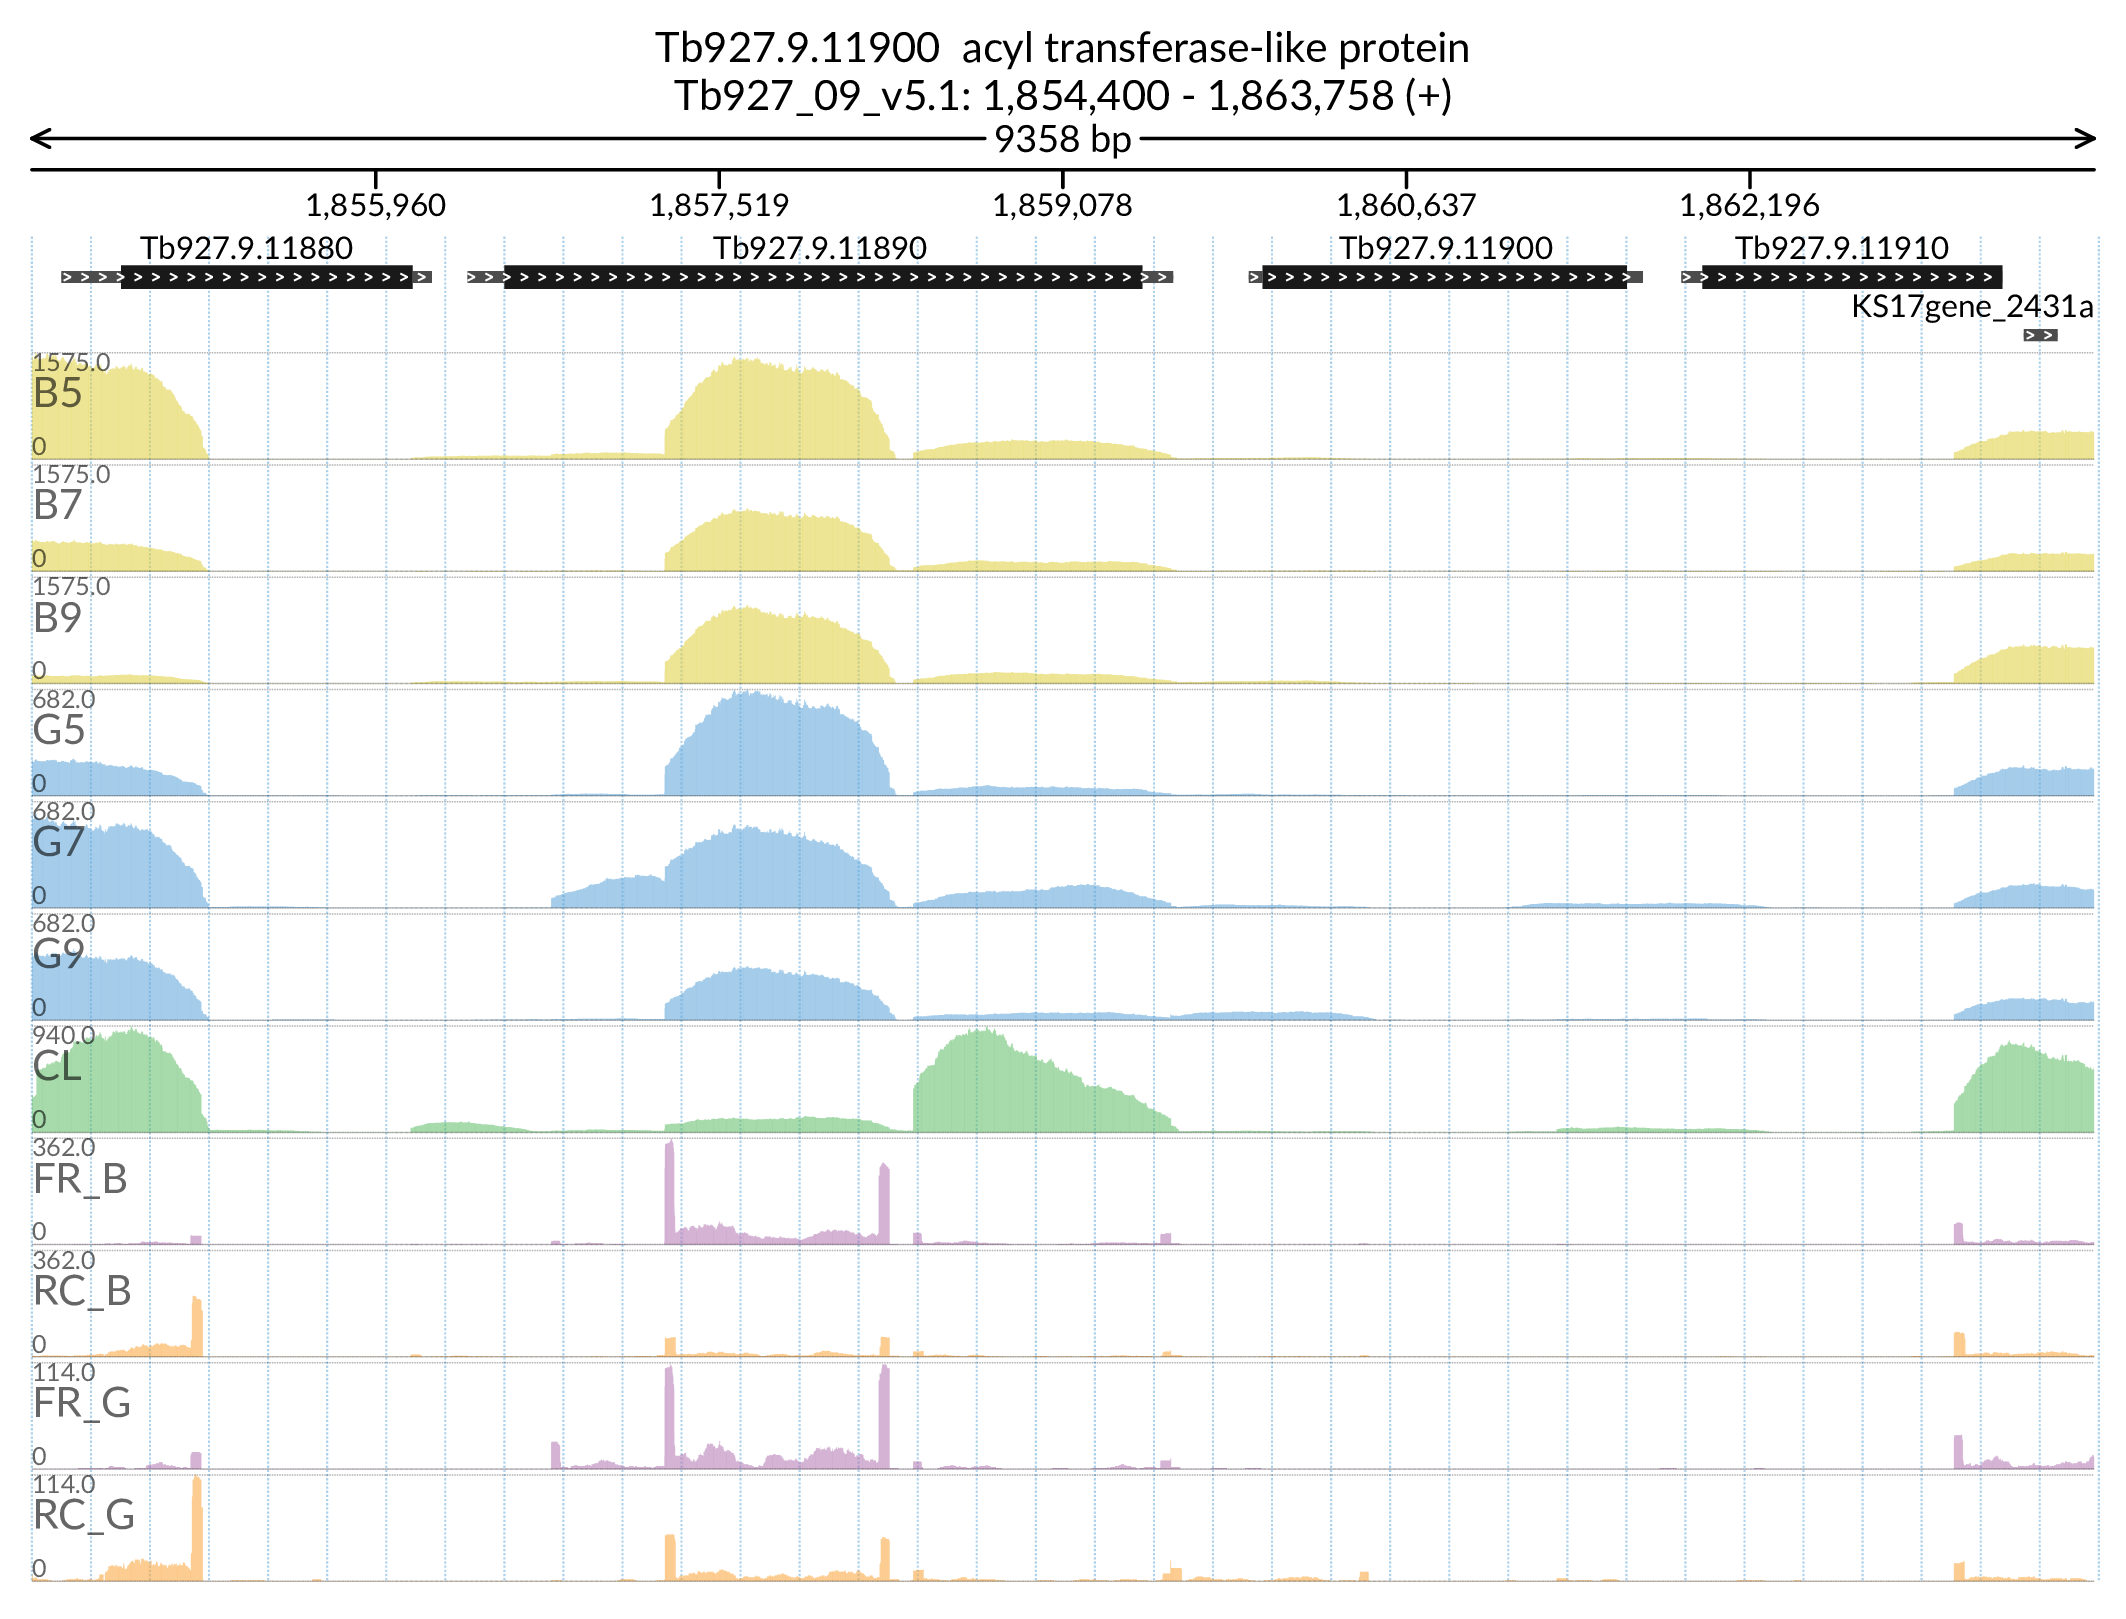 Tb927.9.11900  acyl transferase-like protein
Tb927_09_v5.1: 1,854,400 - 1,863,758 (+)
9358 bp
1,855,960 1,857,519 1,859,078 1,860,637 1,862,196
Tb927.9.11880 Tb927.9.11890 Tb927.9.11900 Tb927.9.11910
KS17gene_2431a
1575.0
B5
0
1575.0
B7
0
1575.0
B9
0
682.0
G5
0
682.0
G7
0
682.0
G9
0
940.0
CL
0
362.0
FR_B
0
362.0
RC_B
0
114.0
FR_G
0
114.0
RC_G
0